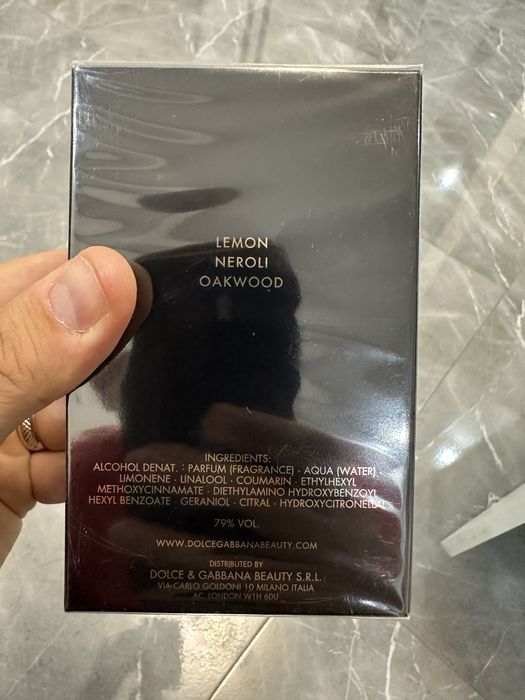 LEMON
NEROLI
OAKWOOD
INGREDIENTS:
ALCOHOL DENAT. · PARFUM (FRAGRANCE) · AQUA (WATER) ·
LIMONENE · LINALOOL · COUMARIN · ETHYLHEXYL
METHOXYCINNAMATE · DIETHYLAMINO HYDROXYBENZOYL
HEXYL BENZOATE · GERANIOL · CITRAL · HYDROXYCITRONELLAL
79% VOL.
WWW.DOLCEGABBANABEAUTY.COM
DISTRIBUTED BY
DOLCE & GABBANA BEAUTY S.R.L.
VIA CARLO GOLDONI 10 MILANO ITALIA
AC. LONDON W1H 6DU